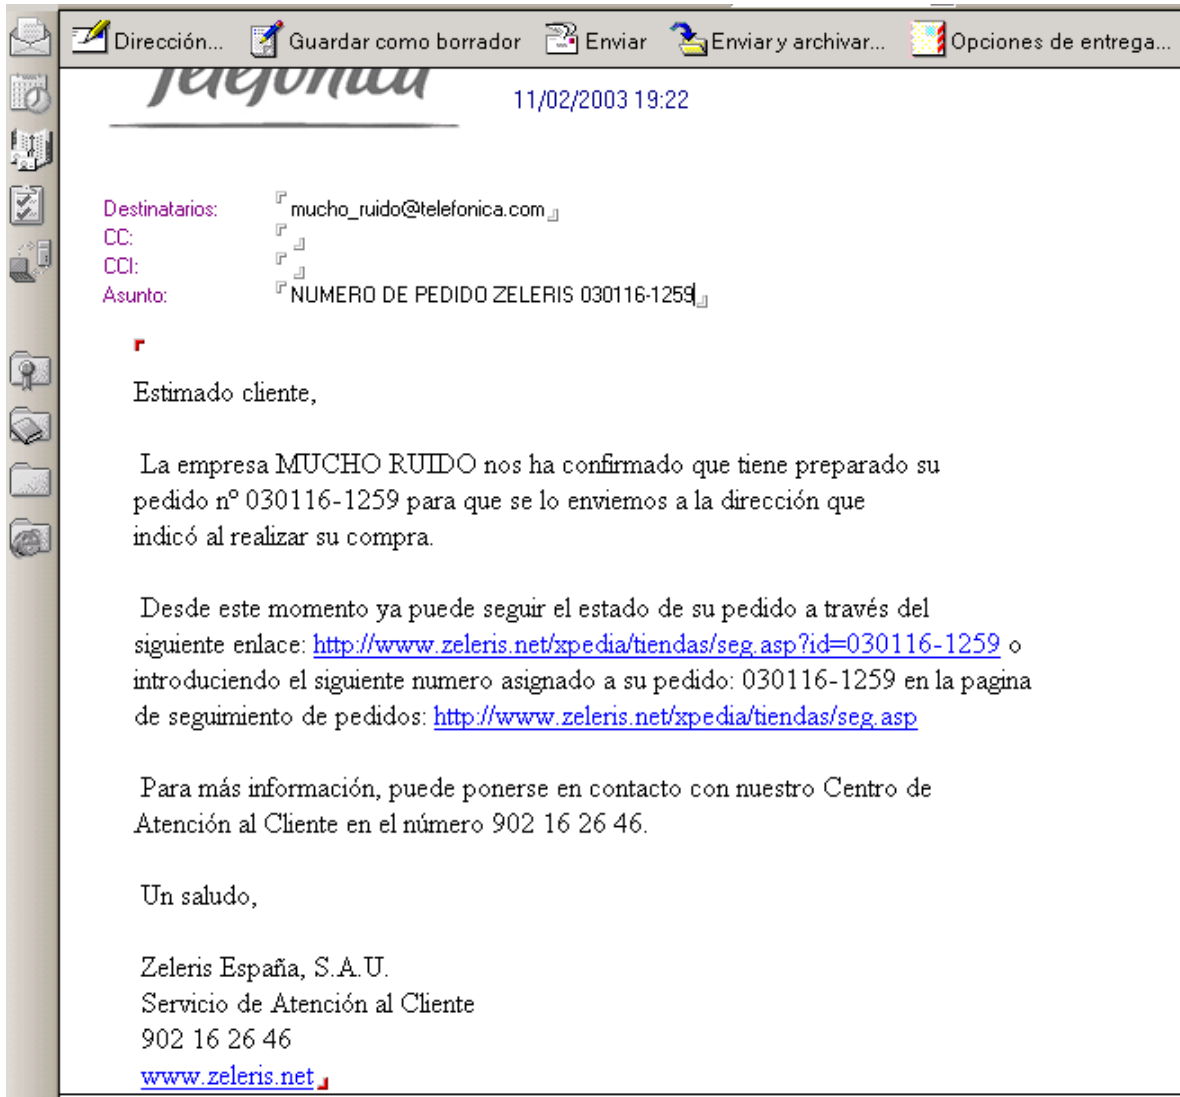 Dirección... Guardar como borrador Enviar Enviar y archivar... Opciones de entrega...
Telefónica
11/02/2003 19:22
Destinatarios: mucho_ruido@telefonica.com
CC:
CCI:
Asunto: NUMERO DE PEDIDO ZELERIS 030116-1259
Estimado cliente,
La empresa MUCHO RUIDO nos ha confirmado que tiene preparado su
pedido nº 030116-1259 para que se lo enviemos a la dirección que
indicó al realizar su compra.
Desde este momento ya puede seguir el estado de su pedido a través del
siguiente enlace: http://www.zeleris.net/xpedia/tiendas/seg.asp?id=030116-1259 o
introduciendo el siguiente numero asignado a su pedido: 030116-1259 en la pagina
de seguimiento de pedidos: http://www.zeleris.net/xpedia/tiendas/seg.asp
Para más información, puede ponerse en contacto con nuestro Centro de
Atención al Cliente en el número 902 16 26 46.
Un saludo,
Zeleris España, S.A.U.
Servicio de Atención al Cliente
902 16 26 46
www.zeleris.net